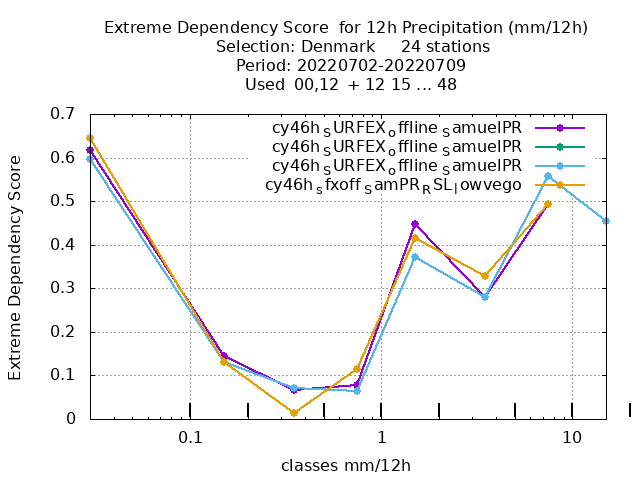 Extreme Dependency Score  for 12h Precipitation (mm/12h)
Selection: Denmark     24 stations
Period: 20220702-20220709
Used  00,12  + 12 15 ... 48
cy46h_SURFEX_offline_SamuelPR
cy46h_SURFEX_offline_SamuelPR
cy46h_SURFEX_offline_SamuelPR
cy46h_sfxoff_SamPR_RSL_lowvego
Extreme Dependency Score
0.7
0.6
0.5
0.4
0.3
0.2
0.1
0
0.1 1 10
classes mm/12h